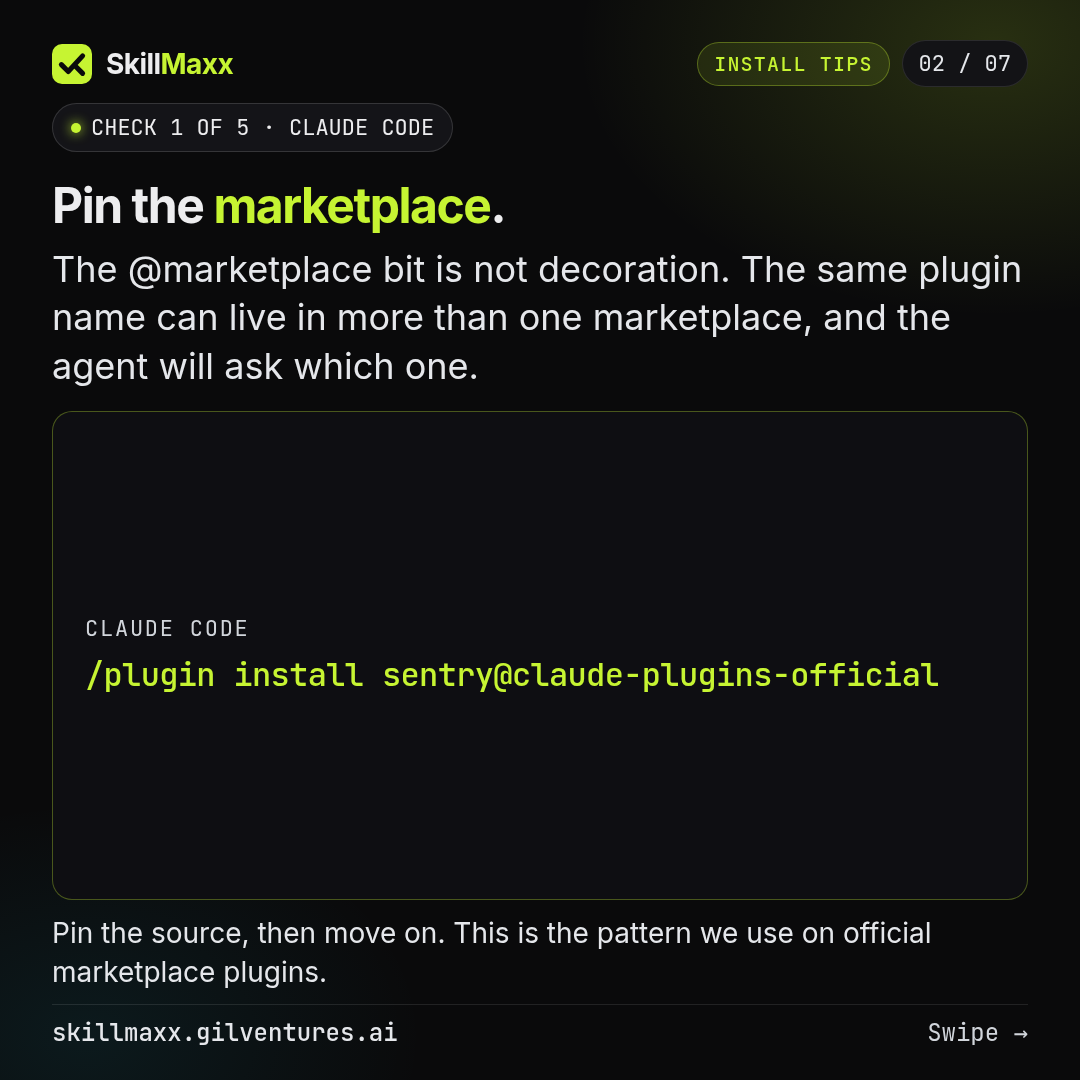 SkillMaxx
INSTALL TIPS
02 / 07
CHECK 1 OF 5 · CLAUDE CODE
Pin the marketplace.
The @marketplace bit is not decoration. The same plugin
name can live in more than one marketplace, and the
agent will ask which one.
CLAUDE CODE
/plugin install sentry@claude-plugins-official
Pin the source, then move on. This is the pattern we use on official
marketplace plugins.
skillmaxx.gilventures.ai
Swipe →